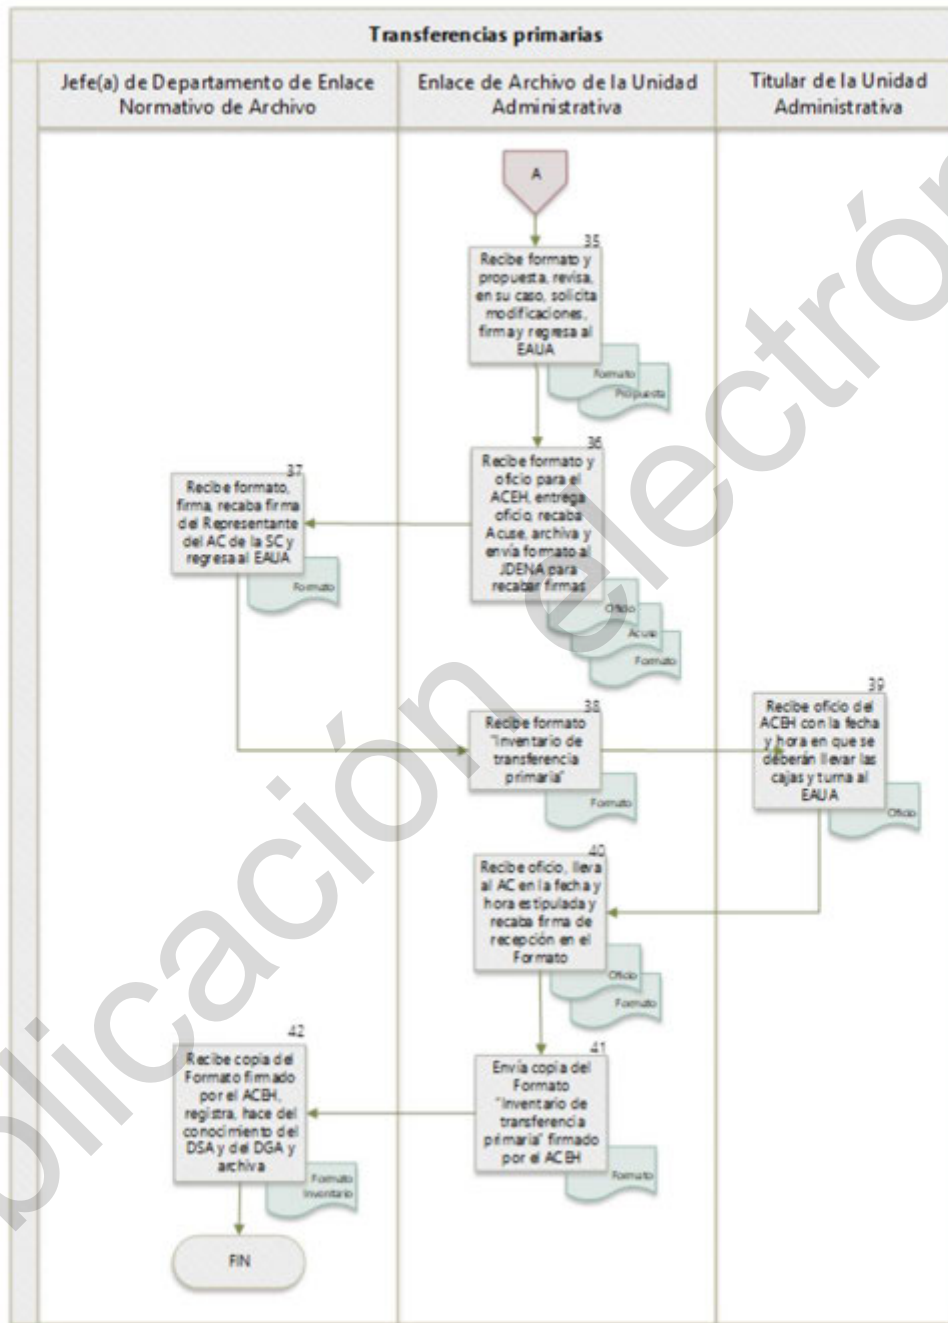 Transferencias primarias
Jefe(a) de Departamento de Enlace
Normativo de Archivo
Enlace de Archivo de la Unidad
Administrativa
Titular de la Unidad
Administrativa
A
35
Recibe formato y
propuesta, revisa,
en su caso, solicita
modificaciones,
firma y regresa al
EAUA
Formato
Propuesta
36
Recibe formato y
oficio para el
ACEH, entrega
oficio, recaba
Acuse, archiva y
envía formato al
JDENA para
recabar firmas
Oficio
Acuse
Formato
37
Recibe formato,
firma, recaba firma
del Representante
del AC de la SC y
regresa al EAUA
Formato
38
Recibe formato
"Inventario de
transferencia
primaria"
Formato
39
Recibe oficio del
ACEH con la fecha
y hora en que se
deberán llevar las
cajas y turna al
EAUA
Oficio
40
Recibe oficio, lleva
al AC en la fecha y
hora estipulada y
recaba firma de
recepción en el
Formato
Oficio
Formato
41
Envía copia del
Formato
"Inventario de
transferencia
primaria" firmado
por el ACEH
Formato
42
Recibe copia del
Formato firmado
por el ACEH,
registra, hace del
conocimiento del
DSA y del DGA y
archiva
Formato
Inventario
FIN
plicación electrón